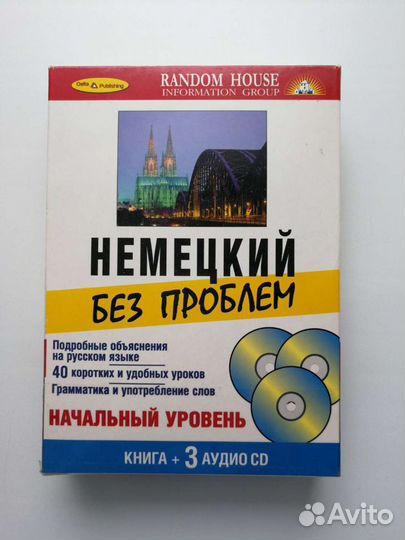 Delta Publishing
RANDOM HOUSE
INFORMATION GROUP
НЕМЕЦКИЙ
БЕЗ ПРОБЛЕМ
Подробные объяснения
на русском языке
40 коротких и удобных уроков
Грамматика и употребление слов
НАЧАЛЬНЫЙ УРОВЕНЬ
КНИГА + 3 АУДИО CD
Avito